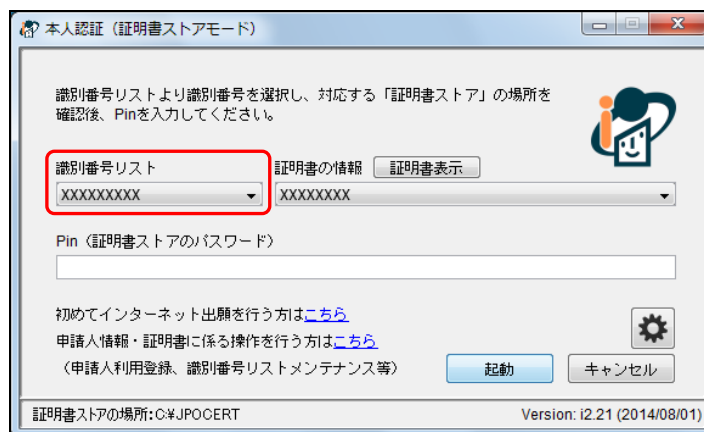 本人認証（証明書ストアモード）
識別番号リストより識別番号を選択し、対応する「証明書ストア」の場所を
確認後、Pinを入力してください。
識別番号リスト 証明書の情報 証明書表示
XXXXXXXXX XXXXXXXX
Pin（証明書ストアのパスワード）
初めてインターネット出願を行う方はこちら
申請人情報・証明書に係る操作を行う方はこちら
（申請人利用登録、識別番号リストメンテナンス等） 起動 キャンセル
証明書ストアの場所:C:¥JPOCERT Version: i2.21 (2014/08/01)